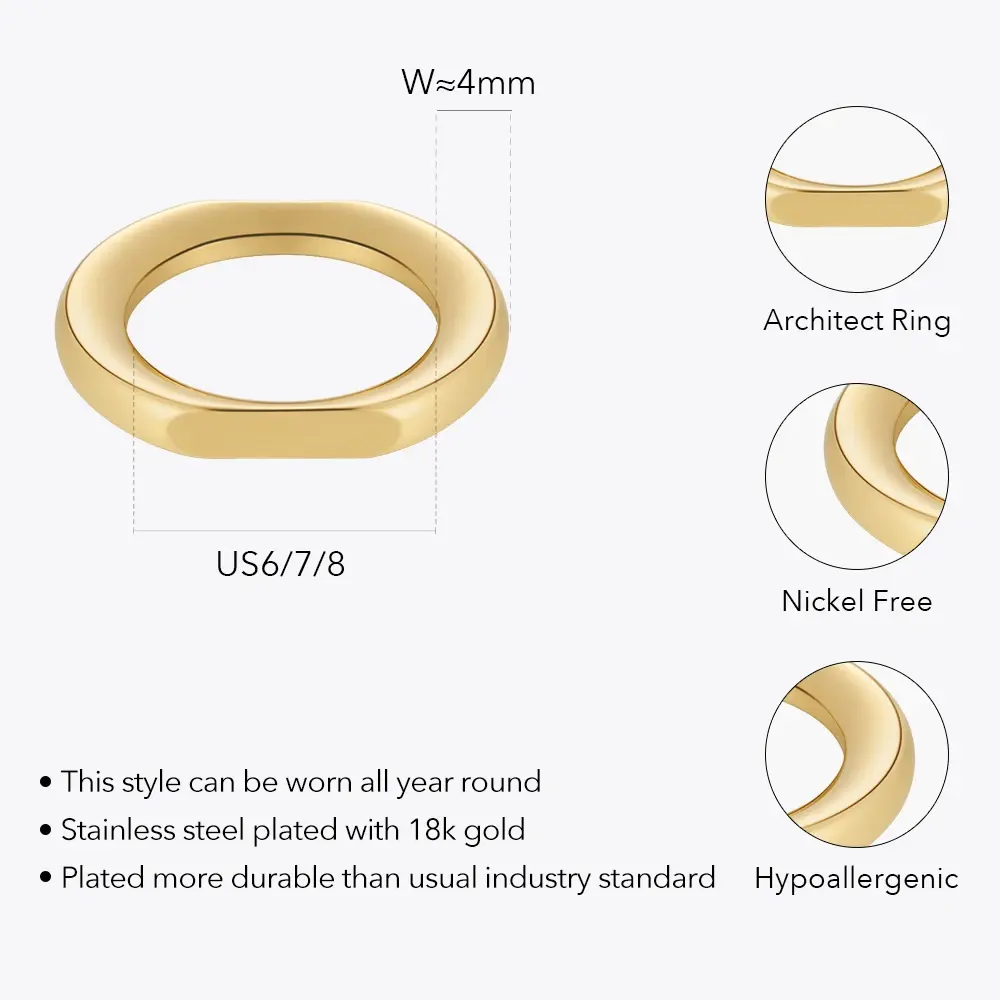 W≈4mm
US6/7/8
Architect Ring
Nickel Free
Hypoallergenic
• This style can be worn all year round
• Stainless steel plated with 18k gold
• Plated more durable than usual industry standard